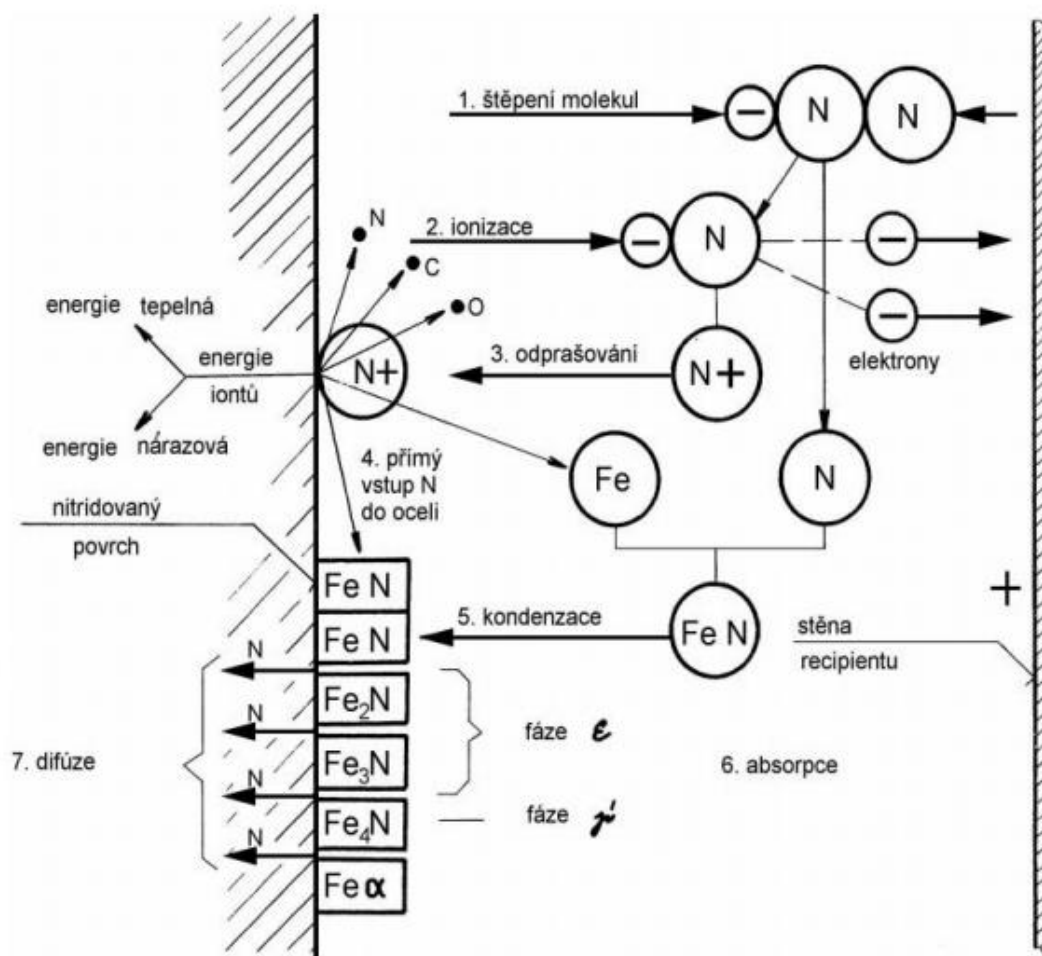 1. štěpení molekul
− N N
N
2. ionizace
− N
−
C
O
−
elektrony
energie tepelná
energie
iontů
N+
3. odprašování
N+
energie nárazová
4. přímý
vstup N
do oceli
Fe
N
nitridovaný
povrch
Fe N
+
Fe N
5. kondenzace
Fe N
stěna
recipientu
N
Fe2N
N
fáze ε
7. difúze
Fe3N
6. absorpce
N
Fe4N
fáze γ'
N
Fe α